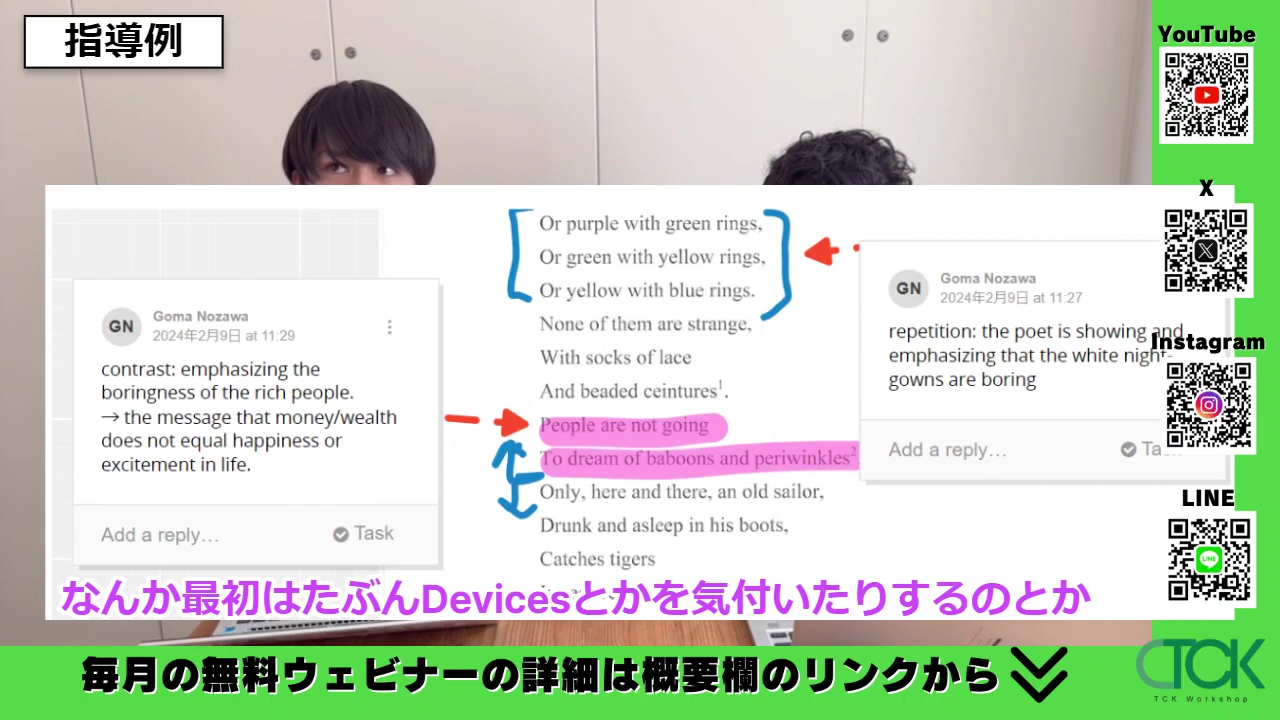 指導例
YouTube
X
Instagram
LINE
Or purple with green rings,
Or green with yellow rings,
Or yellow with blue rings.
None of them are strange,
With socks of lace
And beaded ceintures1.
People are not going
To dream of baboons and periwinkles2
Only, here and there, an old sailor,
Drunk and asleep in his boots,
Catches tigers
GN
Goma Nozawa
2024年2月9日 at 11:29
contrast: emphasizing the
boringness of the rich people.
→ the message that money/wealth
does not equal happiness or
excitement in life.
Add a reply…
Task
GN
Goma Nozawa
2024年2月9日 at 11:27
repetition: the poet is showing and
emphasizing that the white night-
gowns are boring
Add a reply…
なんか最初はたぶんDevicesとかを気付いたりするのとか
毎月の無料ウェビナーの詳細は概要欄のリンクから
TCK
TCK Workshop